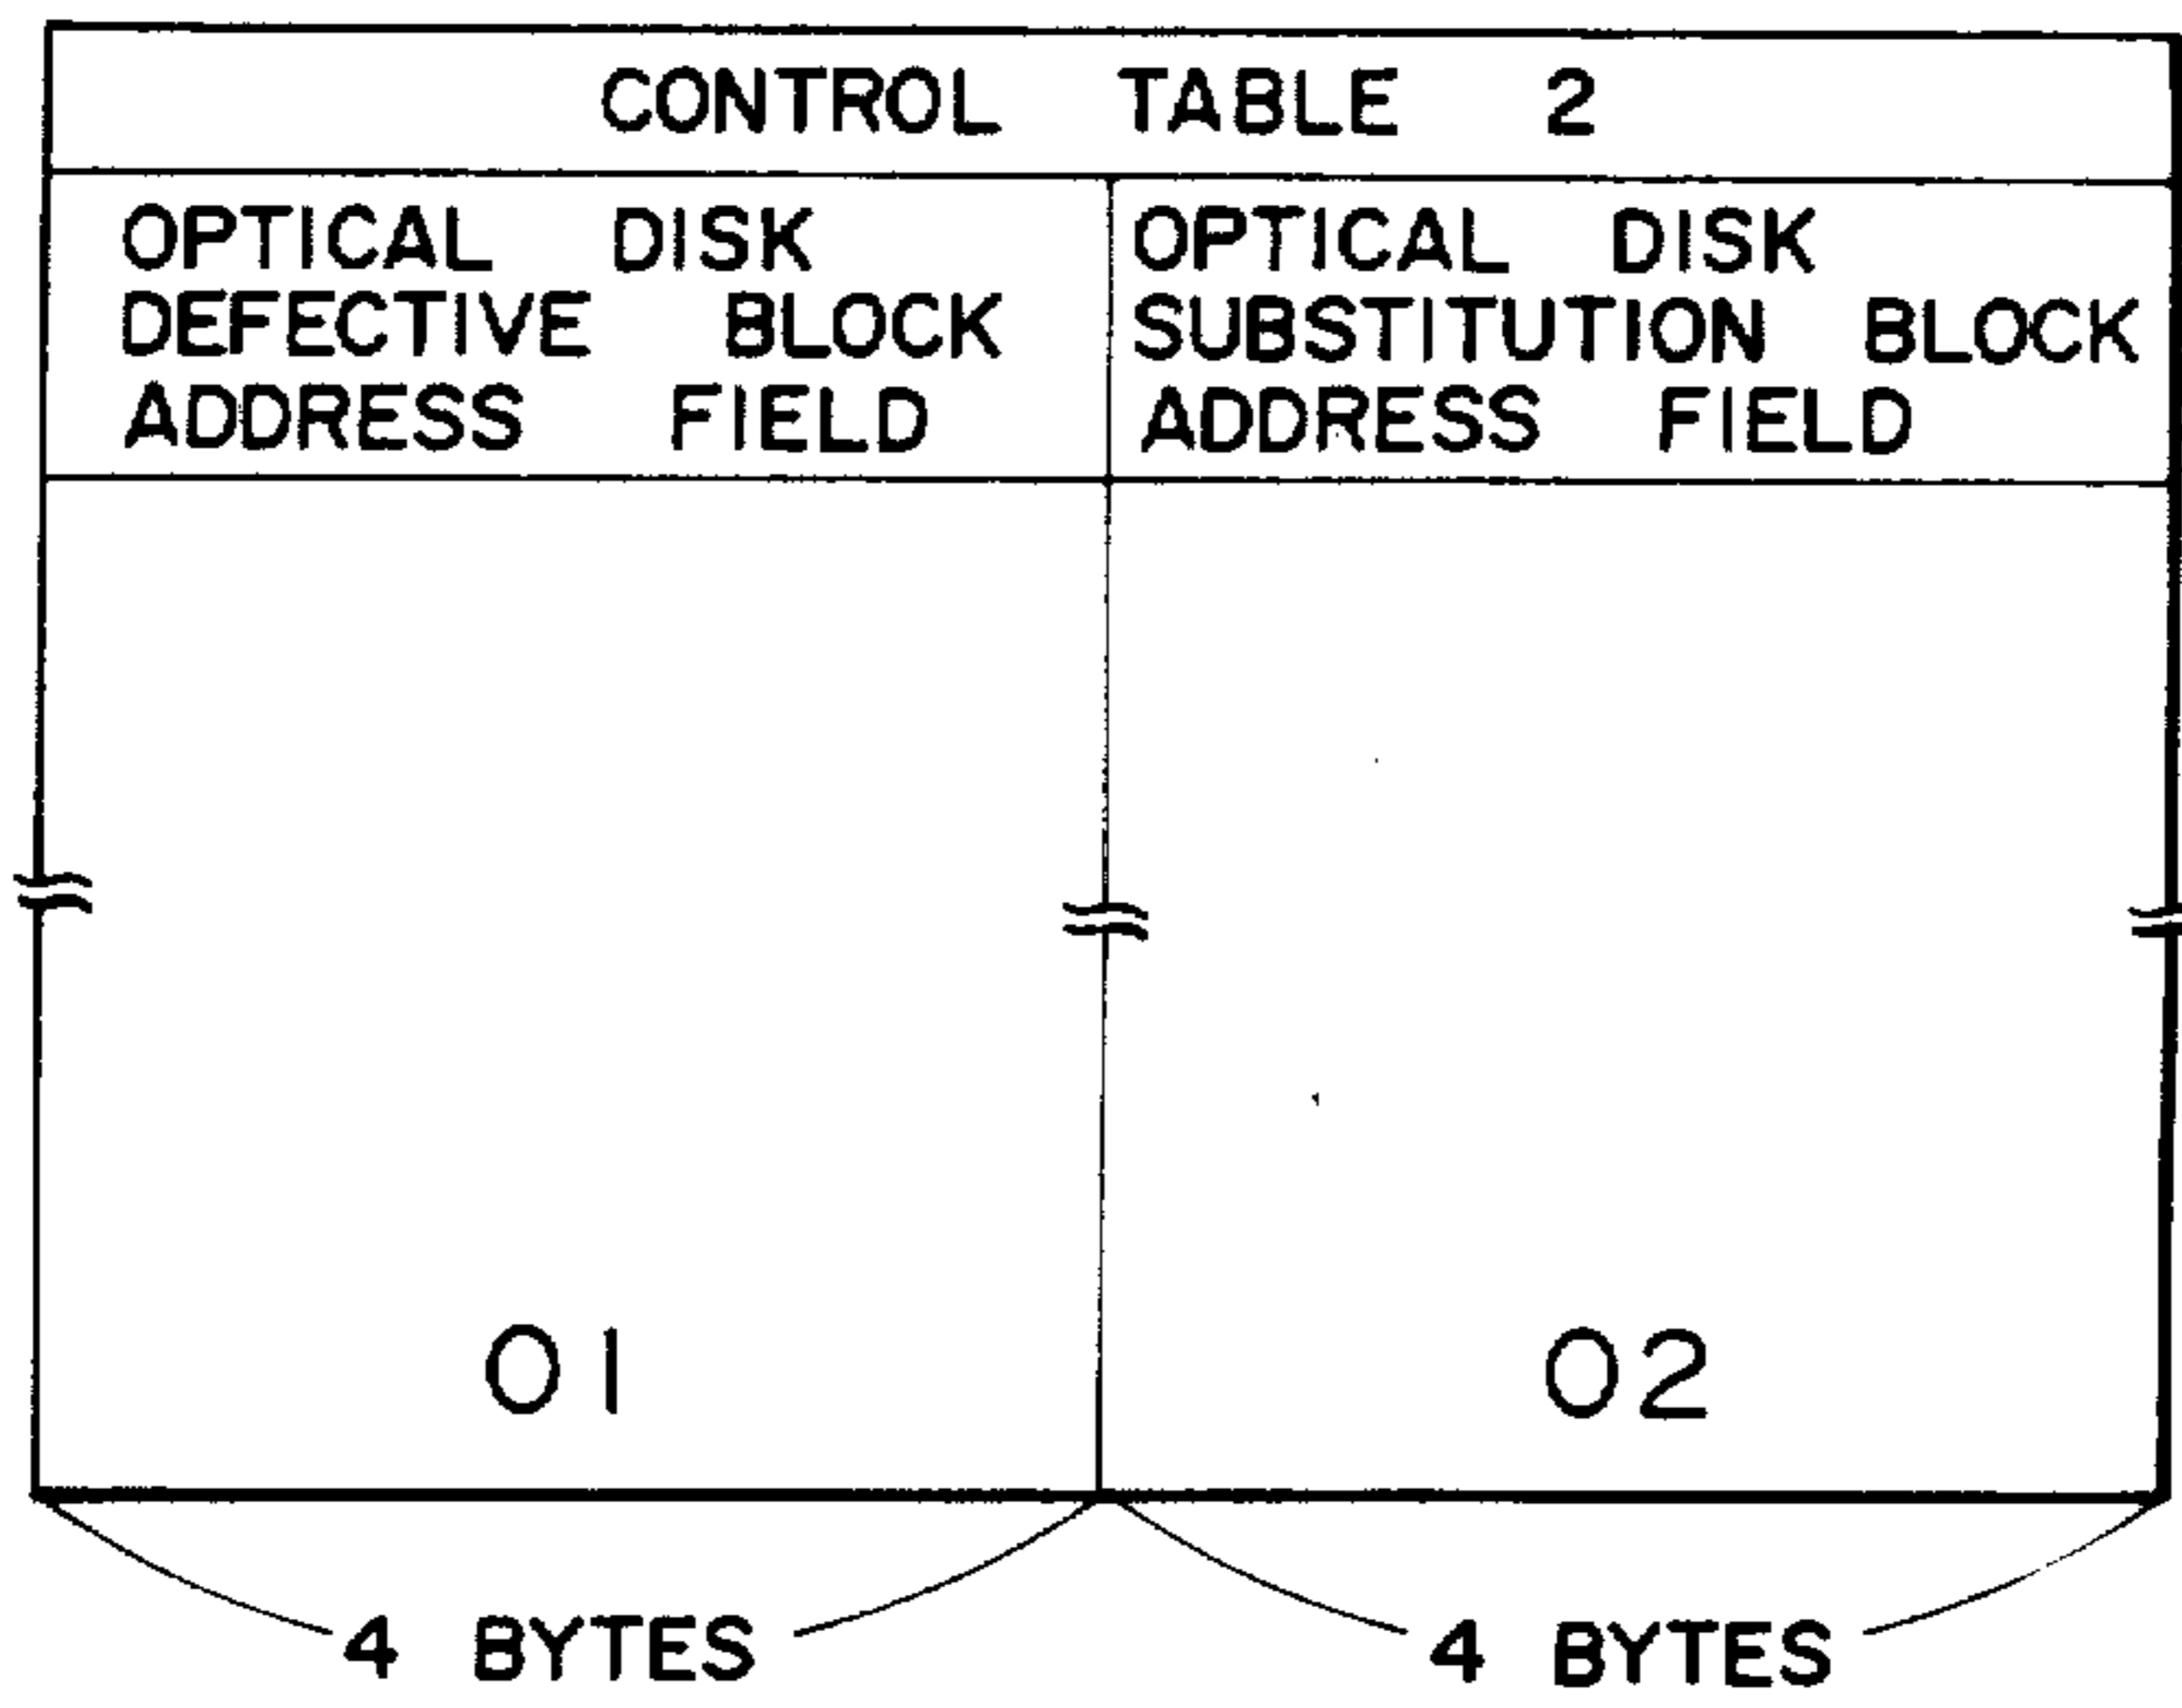 CONTROL TABLE 2
OPTICAL DISK
DEFECTIVE BLOCK
ADDRESS FIELD
OPTICAL DISK
SUBSTITUTION BLOCK
ADDRESS FIELD
01
02
4 BYTES
4 BYTES